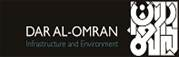 DAR AL-OMRAN
Infrastructure and Environment